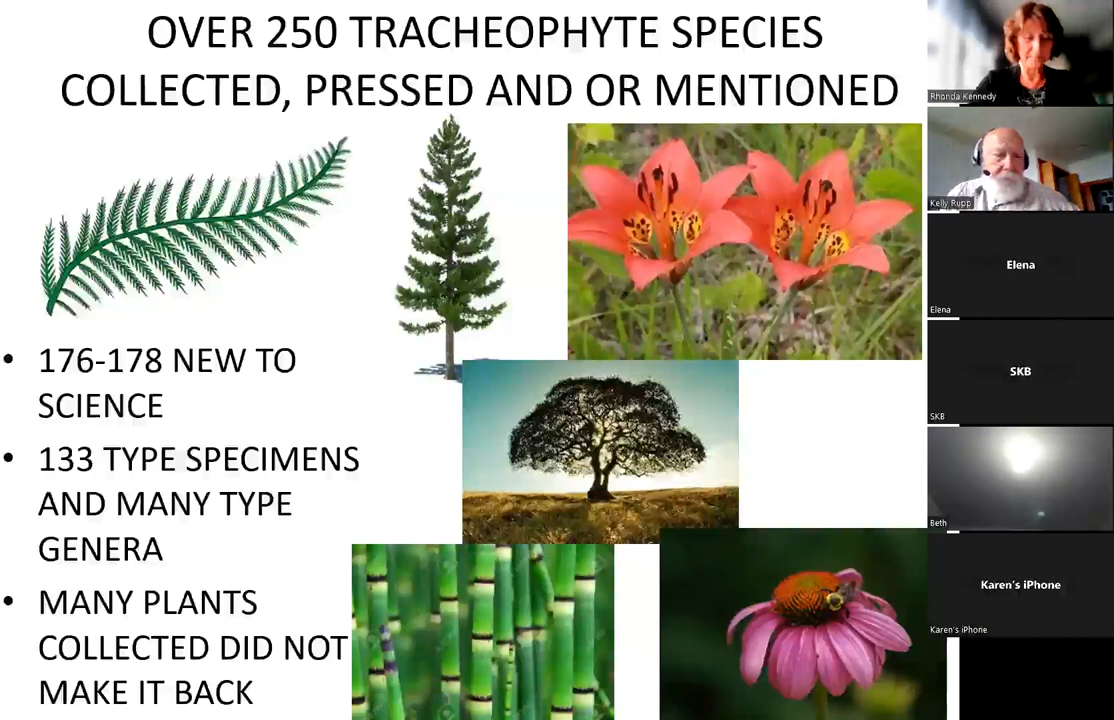 OVER 250 TRACHEOPHYTE SPECIES
COLLECTED, PRESSED AND OR MENTIONED
• 176-178 NEW TO
SCIENCE
• 133 TYPE SPECIMENS
AND MANY TYPE
GENERA
• MANY PLANTS
COLLECTED DID NOT
MAKE IT BACK
Rhonda Kennedy
Kelly Rupp
Elena
Elena
SKB
SKB
Beth
Karen's iPhone
Karen's iPhone